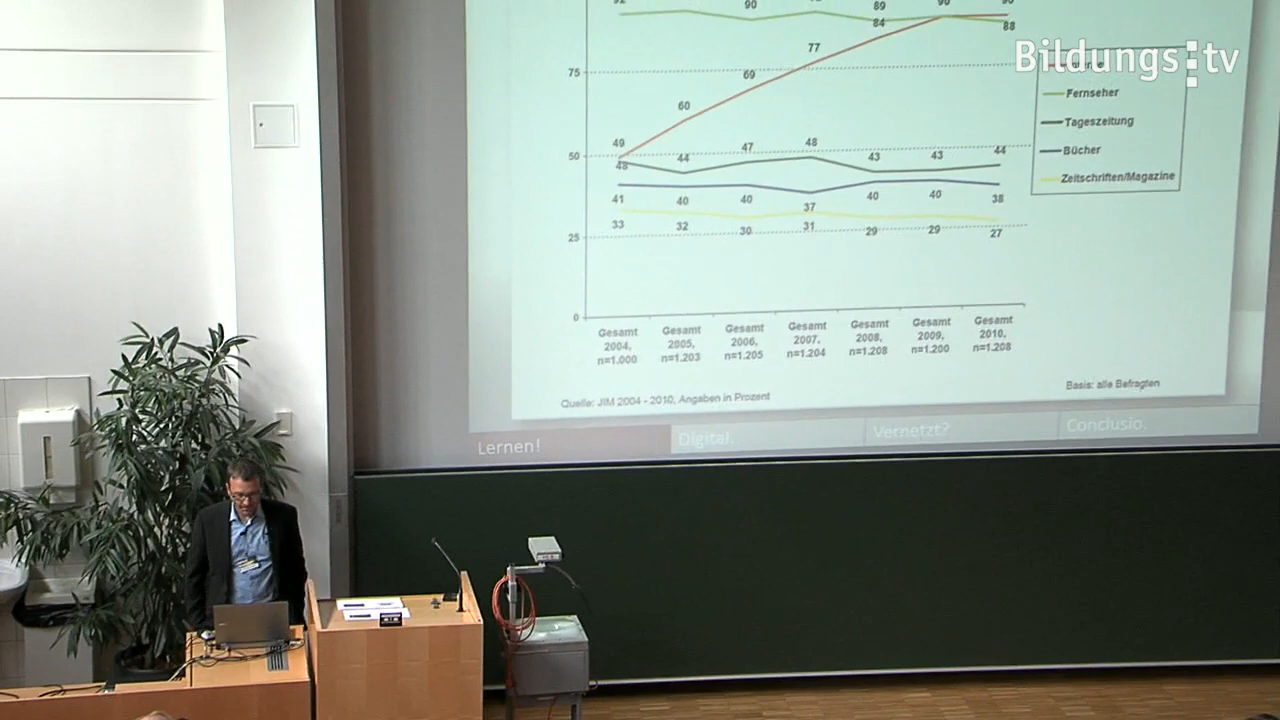 90
89
84
88
Bildungs:tv
77
75
69
Fernseher
60
Tageszeitung
49
48
47
44
50
48
44
43
43
Bücher
Zeitschriften/Magazine
41
40
40
37
40
40
38
33
32
30
31
29
29
27
25
0
Gesamt 2004, n=1.000
Gesamt 2005, n=1.203
Gesamt 2006, n=1.205
Gesamt 2007, n=1.204
Gesamt 2008, n=1.208
Gesamt 2009, n=1.200
Gesamt 2010, n=1.208
Quelle: JIM 2004 - 2010, Angaben in Prozent
Basis: alle Befragten
Lernen!
Digital.
Vernetzt?
Conclusio.